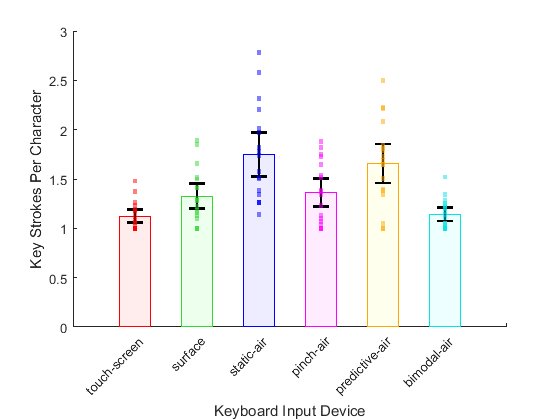 3
2.5
2
1.5
1
0.5
0
Key Strokes Per Character
touch-screen
surface
static-air
pinch-air
predictive-air
bimodal-air
Keyboard Input Device